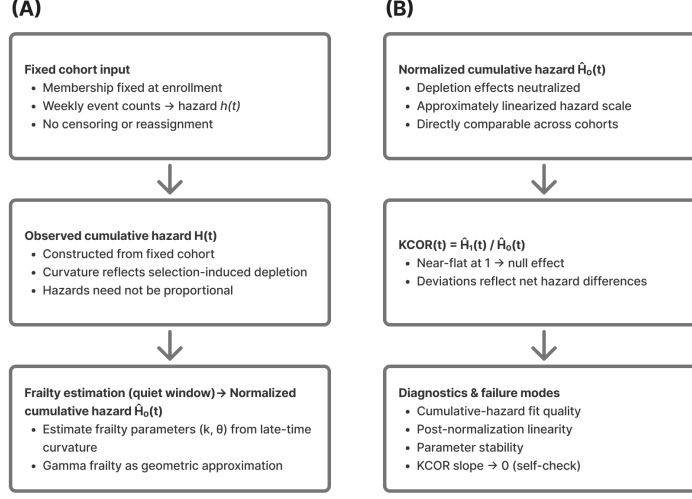 (A)
Fixed cohort input
• Membership fixed at enrollment
• Weekly event counts → hazard h(t)
• No censoring or reassignment
Observed cumulative hazard H(t)
• Constructed from fixed cohort
• Curvature reflects selection-induced depletion
• Hazards need not be proportional
Frailty estimation (quiet window)→ Normalized
cumulative hazard Ĥ₀(t)
• Estimate frailty parameters (k, θ) from late-time
curvature
• Gamma frailty as geometric approximation
(B)
Normalized cumulative hazard Ĥ₀(t)
• Depletion effects neutralized
• Approximately linearized hazard scale
• Directly comparable across cohorts
KCOR(t) = Ĥ₁(t) / Ĥ₀(t)
• Near-flat at 1 → null effect
• Deviations reflect net hazard differences
Diagnostics & failure modes
• Cumulative-hazard fit quality
• Post-normalization linearity
• Parameter stability
• KCOR slope → 0 (self-check)